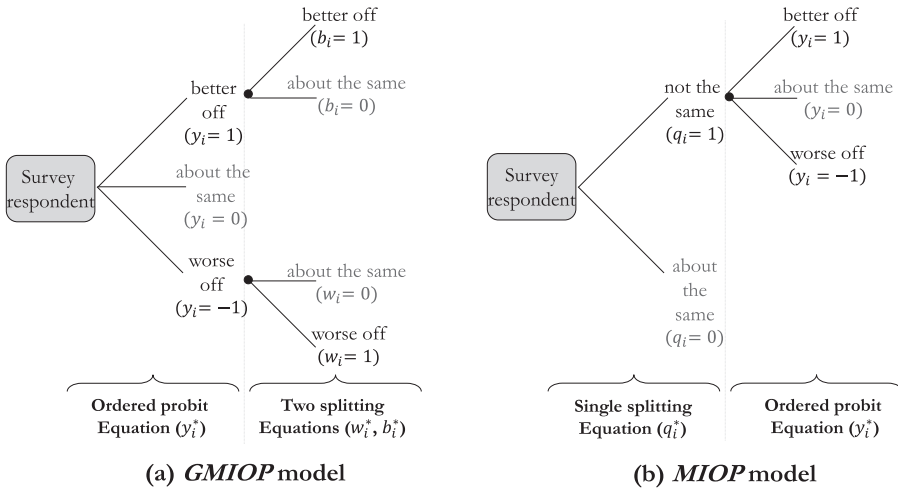 better off
(b_i= 1)
about the same
(b_i= 0)
better
off
(y_i= 1)
Survey
respondent
about the
same
(y_i = 0)
worse
off
(y_i= −1)
about the same
(w_i= 0)
worse off
(w_i= 1)
Ordered probit
Equation (y_i^*)
Two splitting
Equations (w_i^*, b_i^*)
(a) GMIOP model
better off
(y_i= 1)
about the same
(y_i= 0)
worse off
(y_i = −1)
not the
same
(q_i= 1)
Survey
respondent
about
the
same
(q_i= 0)
Single splitting
Equation (q_i^*)
Ordered probit
Equation (y_i^*)
(b) MIOP model